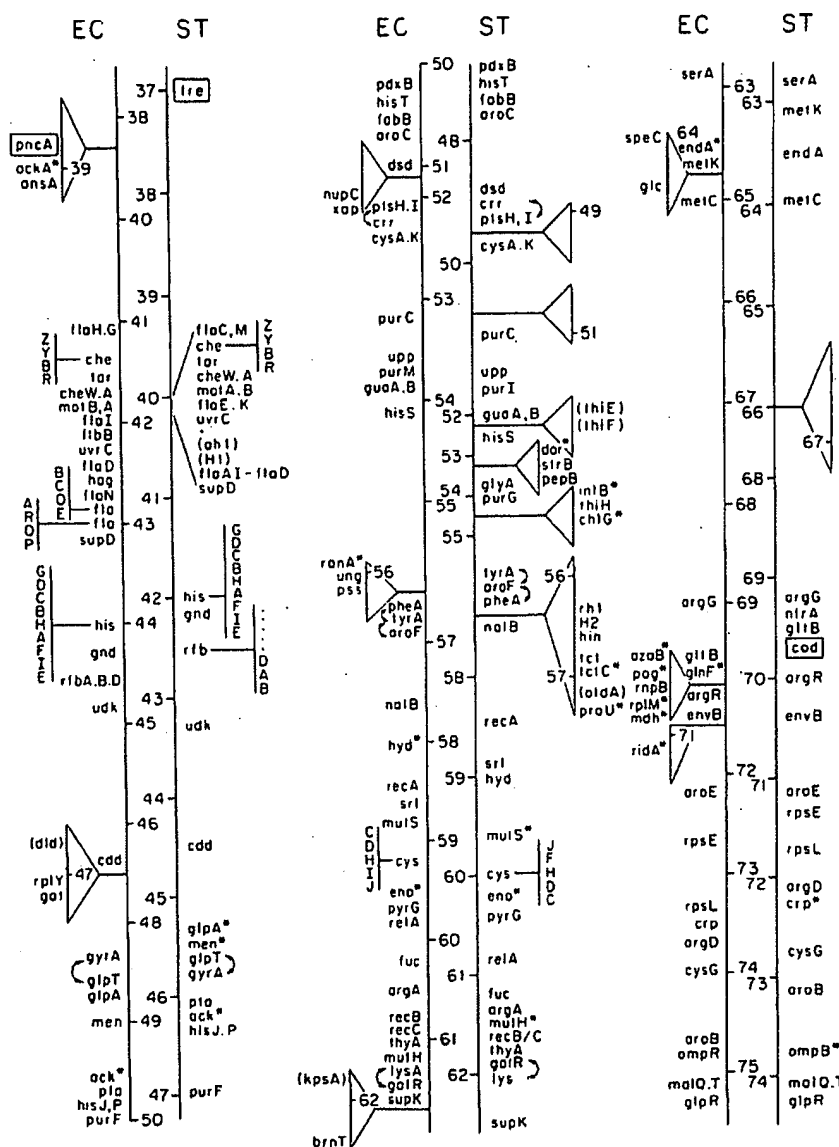 EC ST
37
tre
38
pncA
ackA*
39
ansA
38
40
39
41
flaH.G
flaC,M
Z
Y
B
R
che
che
Z
Y
B
R
tar
tar
cheW.A
cheW.A
motB,A
motA.B
40
flaI
flaE.K
42
flbB
uvrC
uvrC
(ah1)
flaD
(H1)
hag
flaAI-flaD
flaN
supD
B
C
O
E
fla
41
A
R
Q
P
fla
43
supD
G
D
C
B
H
A
F
I
E
his
44
gnd
rfbA,B.D
G
D
C
B
H
A
F
I
E
his
42
gnd
rfb
D
A
B
43
udk
45
udk
44
46
(dld)
cdd
cdd
47
rplY
gat
45
48
glpA*
men*
gyrA
glpT
glpT
gyrA
glpA
46
pta
men
49
ack*
hisJ.P
ack*
pta
47
purF
hisJ,P
purF
50
EC ST
50
pdxB
pdxB
hisT
hisT
fabB
fabB
aroC
aroC
48
dsd
51
nupC
52
dsd
xap
ptsH.I
crr
crr
ptsH,I
49
cysA.K
cysA.K
50
53
purC
purC
51
upp
upp
purM
purI
guaA,B
54
hisS
52
guaA,B
(thiE)
(thiF)
hisS
53
dor*
strB
pepB
glyA
54
purG
55
inlB*
thiH
chlG*
55
ranA*
56
ung
pss
tyrA
aroF
pheA
56
pheA
tyrA
aroF
57
nalB
rh1
H2
hin
tct
tctC*
57
(oldA)
proU*
58
nalB
recA
hyd*
58
srl
59
hyd
recA
srl
mutS
59
mutS*
C
D
H
I
J
cys
cys
J
F
H
D
C
60
eno*
eno*
pyrG
pyrG
relA
60
fuc
relA
61
argA
fuc
argA
recB
mutH*
recC
61
recB/C
thyA
thyA
mutH
galR
(kpsA)
lysA
62
lys
galR
62
supK
supK
brnT
EC ST
serA
63
serA
63
metK
speC
64
endA*
metK
endA
glc
metC
65
64
metC
66
65
67
66
67
68
68
69
argG
69
argG
ntrA
gltB
cod
azaB*
gltB
pog*
glnF*
rnpB
argR
70
argR
rplM*
mdh*
envB
envB
71
ridA*
72
71
aroE
aroE
rpsE
rpsE
rpsL
73
72
argD
rpsL
crp*
crp
argD
cysG
74
cysG
73
aroB
aroB
ompR
ompB*
75
malQ.T
74
malQ.T
glpR
glpR